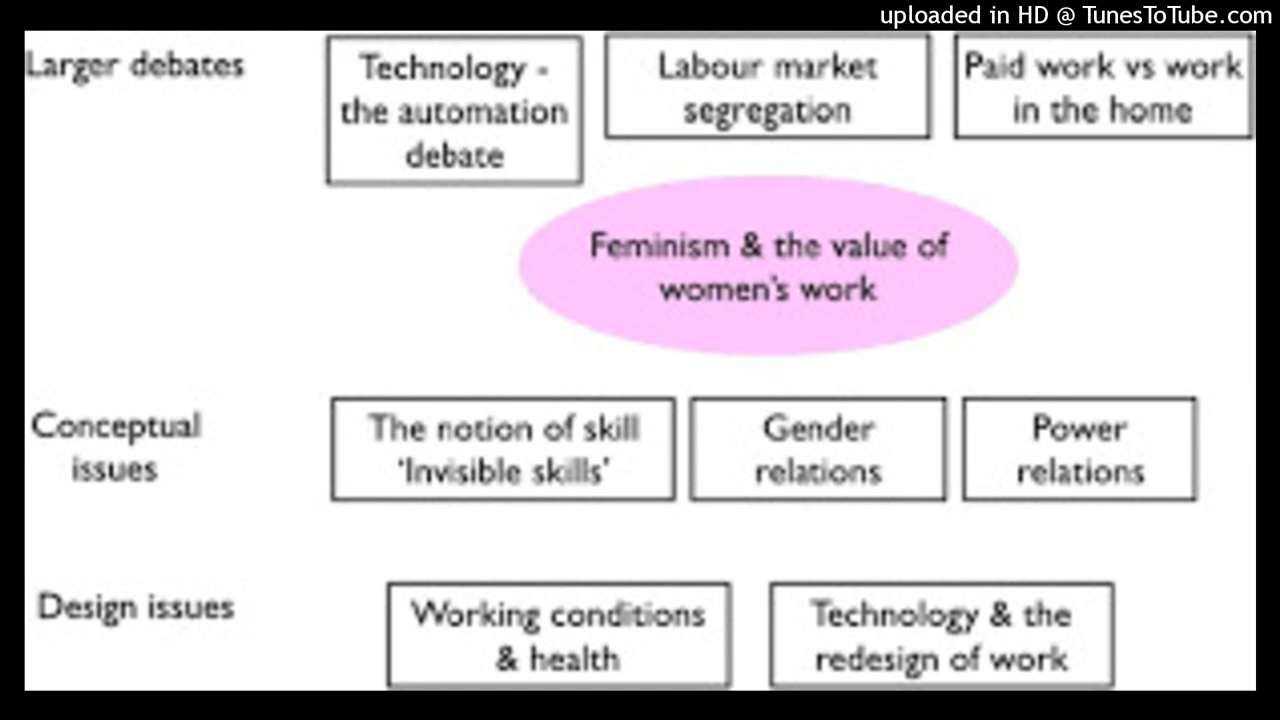 uploaded in HD @ TunesToTube.com
Larger debates
Technology -
the automation
debate
Labour market
segregation
Paid work vs work
in the home
Feminism & the value of
women's work
Conceptual
issues
The notion of skill
'Invisible skills'
Gender
relations
Power
relations
Design issues
Working conditions
& health
Technology & the
redesign of work